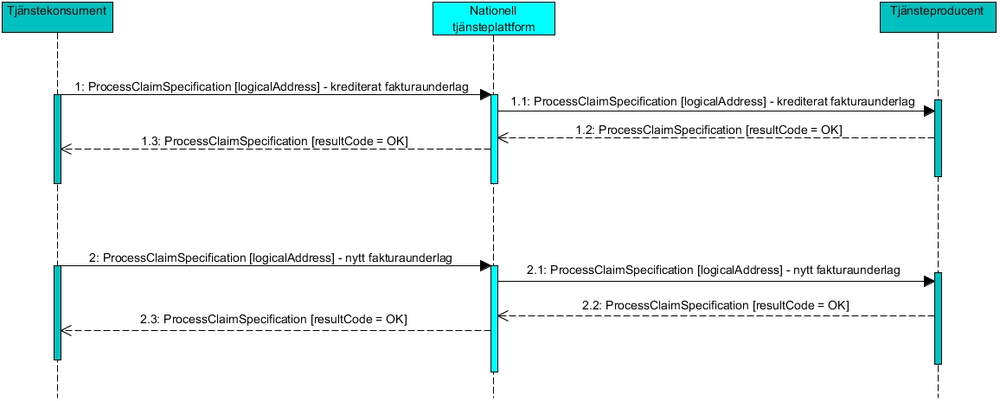 Tjänstekonsument
Nationell
tjänsteplattform
Tjänsteproducent
1: ProcessClaimSpecification [logicalAddress] - krediterat fakturaunderlag
1.1: ProcessClaimSpecification [logicalAddress] - krediterat fakturaunderlag
1.2: ProcessClaimSpecification [resultCode = OK]
1.3: ProcessClaimSpecification [resultCode = OK]
2: ProcessClaimSpecification [logicalAddress] - nytt fakturaunderlag
2.1: ProcessClaimSpecification [logicalAddress] - nytt fakturaunderlag
2.2: ProcessClaimSpecification [resultCode = OK]
2.3: ProcessClaimSpecification [resultCode = OK]